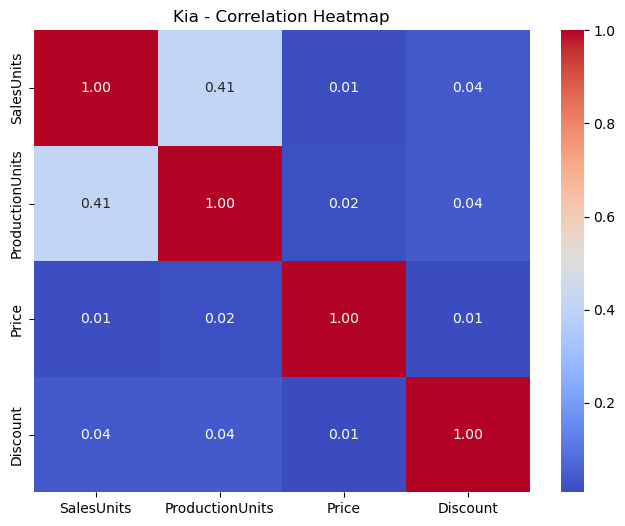 Kia - Correlation Heatmap
SalesUnits 1.00 0.41 0.01 0.04
ProductionUnits 0.41 1.00 0.02 0.04
Price 0.01 0.02 1.00 0.01
Discount 0.04 0.04 0.01 1.00
SalesUnits ProductionUnits Price Discount
1.0
0.8
0.6
0.4
0.2